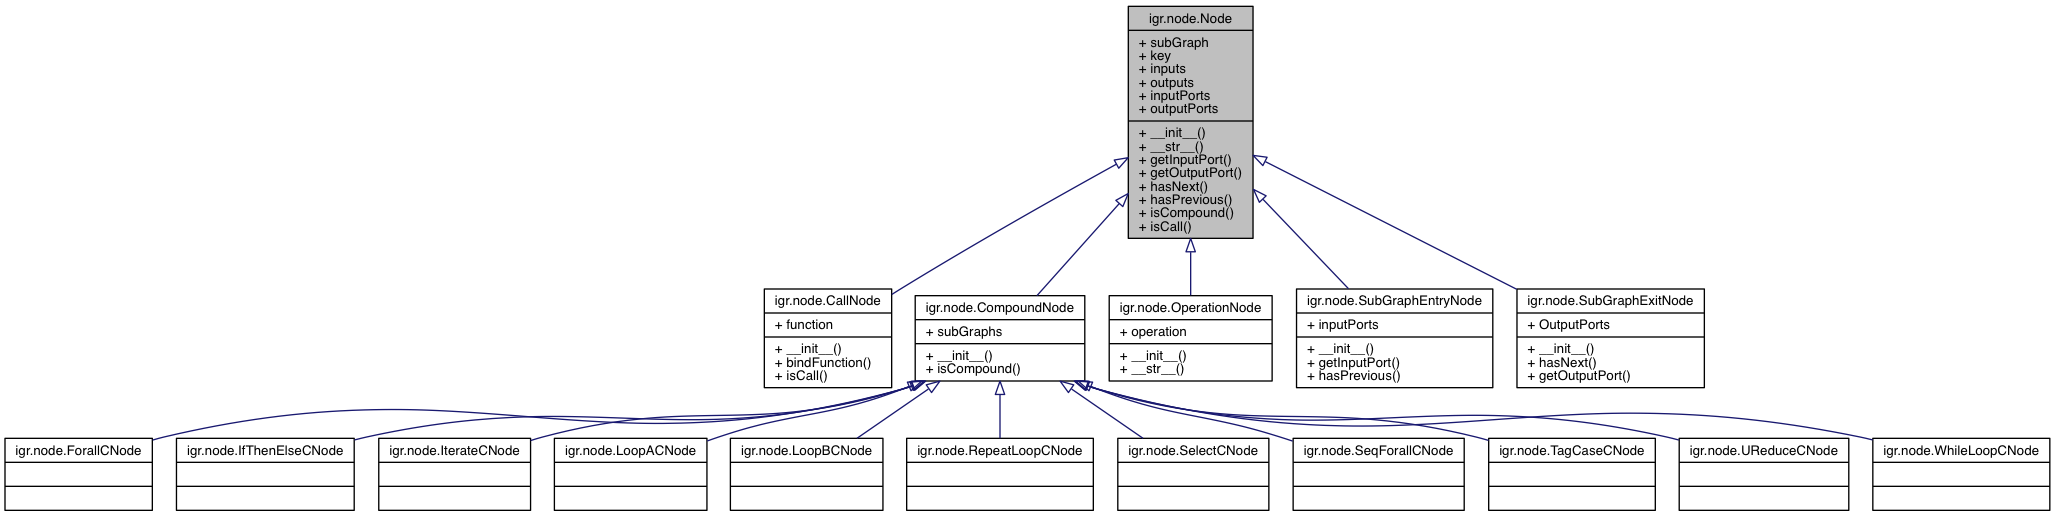 igr.node.Node
+ subGraph
+ key
+ inputs
+ outputs
+ inputPorts
+ outputPorts
+ __init__()
+ __str__()
+ getInputPort()
+ getOutputPort()
+ hasNext()
+ hasPrevious()
+ isCompound()
+ isCall()
igr.node.CallNode
+ function
+ __init__()
+ bindFunction()
+ isCall()
igr.node.CompoundNode
+ subGraphs
+ __init__()
+ isCompound()
igr.node.OperationNode
+ operation
+ __init__()
+ __str__()
igr.node.SubGraphEntryNode
+ inputPorts
+ __init__()
+ getInputPort()
+ hasPrevious()
igr.node.SubGraphExitNode
+ OutputPorts
+ __init__()
+ hasNext()
+ getOutputPort()
igr.node.ForallCNode
igr.node.IfThenElseCNode
igr.node.IterateCNode
igr.node.LoopACNode
igr.node.LoopBCNode
igr.node.RepeatLoopCNode
igr.node.SelectCNode
igr.node.SeqForallCNode
igr.node.TagCaseCNode
igr.node.UReduceCNode
igr.node.WhileLoopCNode